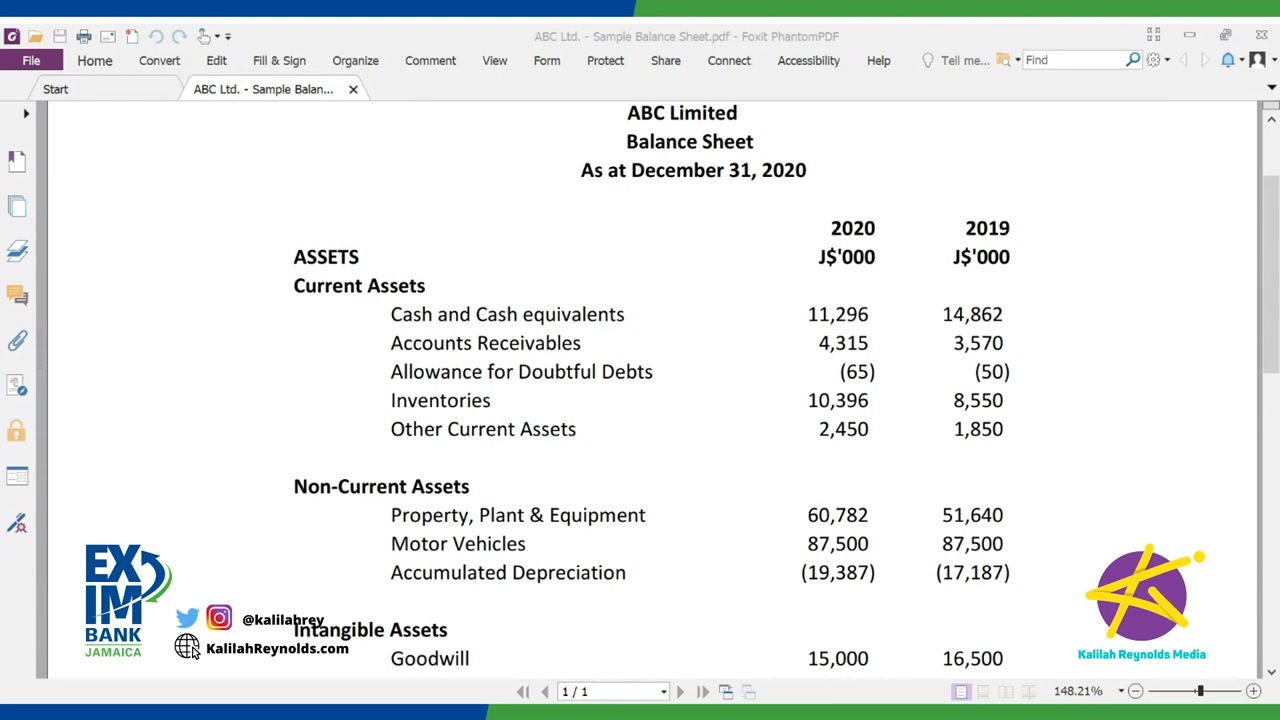 ABC Ltd. - Sample Balance Sheet.pdf - Foxit PhantomPDF
File Home Convert Edit Fill & Sign Organize Comment View Form Protect Share Connect Accessibility Help Tell me... Find
Start ABC Ltd. - Sample Balan...
ABC Limited
Balance Sheet
As at December 31, 2020
2020 2019
ASSETS J$'000 J$'000
Current Assets
Cash and Cash equivalents 11,296 14,862
Accounts Receivables 4,315 3,570
Allowance for Doubtful Debts (65) (50)
Inventories 10,396 8,550
Other Current Assets 2,450 1,850
Non-Current Assets
Property, Plant & Equipment 60,782 51,640
Motor Vehicles 87,500 87,500
Accumulated Depreciation (19,387) (17,187)
Intangible Assets
Goodwill 15,000 16,500
EX
IM
BANK
JAMAICA
@kalilahrey
KalilahReynolds.com
Kalilah Reynolds Media
1 / 1 148.21%